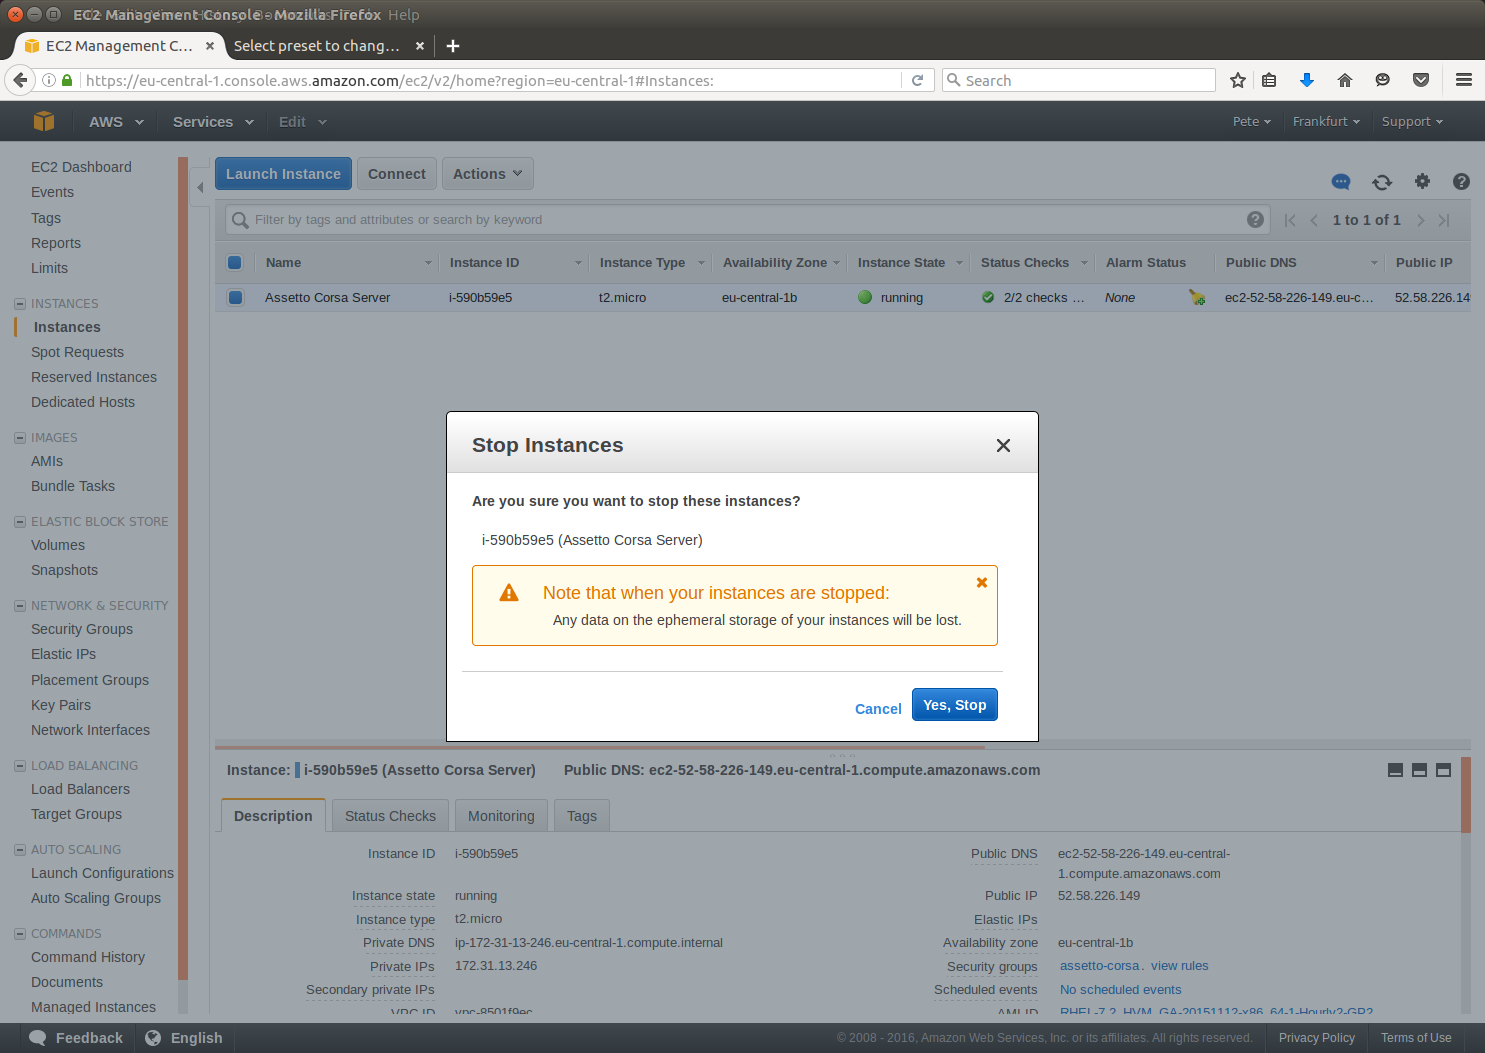 EC2 Management Console - Mozilla Firefox Help
EC2 Management C... Select preset to chang...
https://eu-central-1.console.aws.amazon.com/ec2/v2/home?region=eu-central-1#Instances: Search
AWS Services Edit Pete Frankfurt Support
EC2 Dashboard
Events
Tags
Reports
Limits
INSTANCES
Instances
Spot Requests
Reserved Instances
Dedicated Hosts
IMAGES
AMIs
Bundle Tasks
ELASTIC BLOCK STORE
Volumes
Snapshots
NETWORK & SECURITY
Security Groups
Elastic IPs
Placement Groups
Key Pairs
Network Interfaces
LOAD BALANCING
Load Balancers
Target Groups
AUTO SCALING
Launch Configurations
Auto Scaling Groups
COMMANDS
Command History
Documents
Managed Instances
Launch Instance Connect Actions
Filter by tags and attributes or search by keyword 1 to 1 of 1
Name Instance ID Instance Type Availability Zone Instance State Status Checks Alarm Status Public DNS Public IP
Assetto Corsa Server i-590b59e5 t2.micro eu-central-1b running 2/2 checks ... None ec2-52-58-226-149.eu-c... 52.58.226.149
Stop Instances
Are you sure you want to stop these instances?
i-590b59e5 (Assetto Corsa Server)
Note that when your instances are stopped:
Any data on the ephemeral storage of your instances will be lost.
Cancel Yes, Stop
Instance: i-590b59e5 (Assetto Corsa Server) Public DNS: ec2-52-58-226-149.eu-central-1.compute.amazonaws.com
Description Status Checks Monitoring Tags
Instance ID i-590b59e5 Public DNS ec2-52-58-226-149.eu-central-
1.compute.amazonaws.com
Instance state running Public IP 52.58.226.149
Instance type t2.micro Elastic IPs
Private DNS ip-172-31-13-246.eu-central-1.compute.internal Availability zone eu-central-1b
Private IPs 172.31.13.246 Security groups assetto-corsa. view rules
Secondary private IPs Scheduled events No scheduled events
VPC ID vpc-8501f9ec AMI ID RHEL-7.2_HVM_GA-20151112-x86_64-1-Hourly2-GP2
Feedback English © 2008 - 2016, Amazon Web Services, Inc. or its affiliates. All rights reserved. Privacy Policy Terms of Use